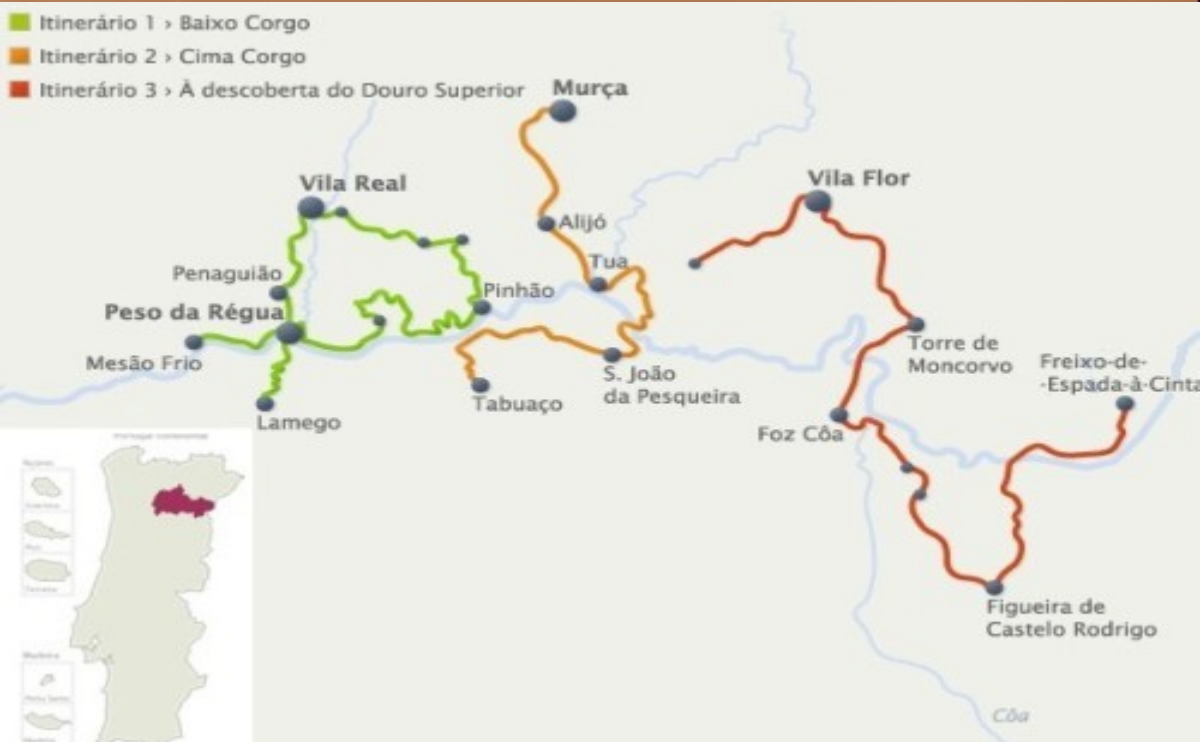 Itinerário 1 › Baixo Corgo
Itinerário 2 › Cima Corgo
Itinerário 3 › À descoberta do Douro Superior
Murça
Vila Real
Vila Flor
Alijó
Tua
Penaguião
Pinhão
Peso da Régua
Mesão Frio
Torre de
Moncorvo
Freixo-de-
-Espada-à-Cinta
S. João
da Pesqueira
Tabuaço
Lamego
Foz Côa
Figueira de
Castelo Rodrigo
Côa